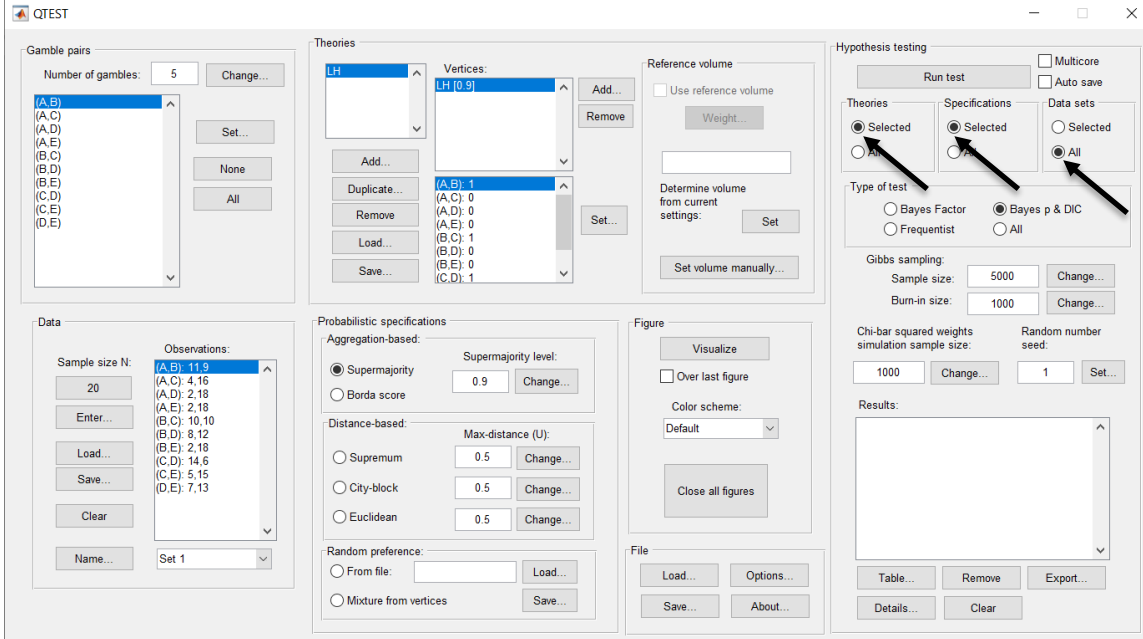 QTEST
Gamble pairs
Number of gambles: 5 Change...
(A,B)
(A,C)
(A,D)
(A,E)
(B,C)
(B,D)
(B,E)
(C,D)
(C,E)
(D,E)
Set...
None
All
Theories
LH
Vertices:
LH [0.9]
Add...
Remove
Add...
Duplicate...
Remove
Load...
Save...
(A,B): 1
(A,C): 0
(A,D): 0
(A,E): 0
(B,C): 1
(B,D): 0
(B,E): 0
(C,D): 1
Set...
Reference volume
Use reference volume
Weight...
Determine volume
from current
settings:
Set
Set volume manually...
Hypothesis testing
Run test
Multicore
Auto save
Theories
Selected
All
Specifications
Selected
All
Data sets
Selected
All
Type of test
Bayes Factor
Bayes p & DIC
Frequentist
All
Gibbs sampling:
Sample size: 5000 Change...
Burn-in size: 1000 Change...
Chi-bar squared weights
simulation sample size:
1000 Change...
Random number
seed:
1 Set...
Results:
Table... Remove Export...
Details... Clear
Data
Sample size N:
20
Enter...
Load...
Save...
Clear
Name...
Observations:
(A,B): 11,9
(A,C): 4,16
(A,D): 2,18
(A,E): 2,18
(B,C): 10,10
(B,D): 8,12
(B,E): 2,18
(C,D): 14,6
(C,E): 5,15
(D,E): 7,13
Set 1
Probabilistic specifications
Aggregation-based:
Supermajority
Borda score
Supermajority level:
0.9 Change...
Distance-based:
Max-distance (U):
Supremum 0.5 Change...
City-block 0.5 Change...
Euclidean 0.5 Change...
Random preference:
From file: Load...
Mixture from vertices Save...
Figure
Visualize
Over last figure
Color scheme:
Default
Close all figures
File
Load... Options...
Save... About...